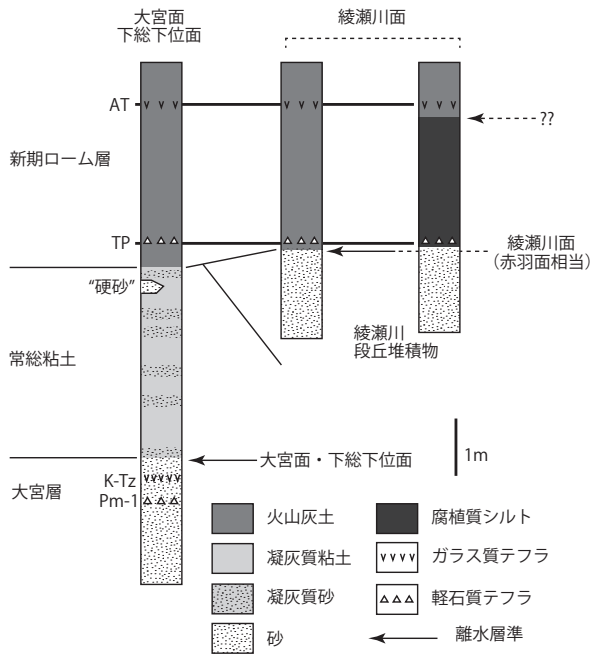 大宮面
下総下位面
綾瀬川面
AT
??
新期ローム層
TP
綾瀬川面
(赤羽面相当)
“硬砂”
綾瀬川
段丘堆積物
常総粘土
1m
大宮面・下総下位面
K-Tz
大宮層
Pm-1
火山灰土
腐植質シルト
凝灰質粘土
ガラス質テフラ
凝灰質砂
軽石質テフラ
砂
離水層準